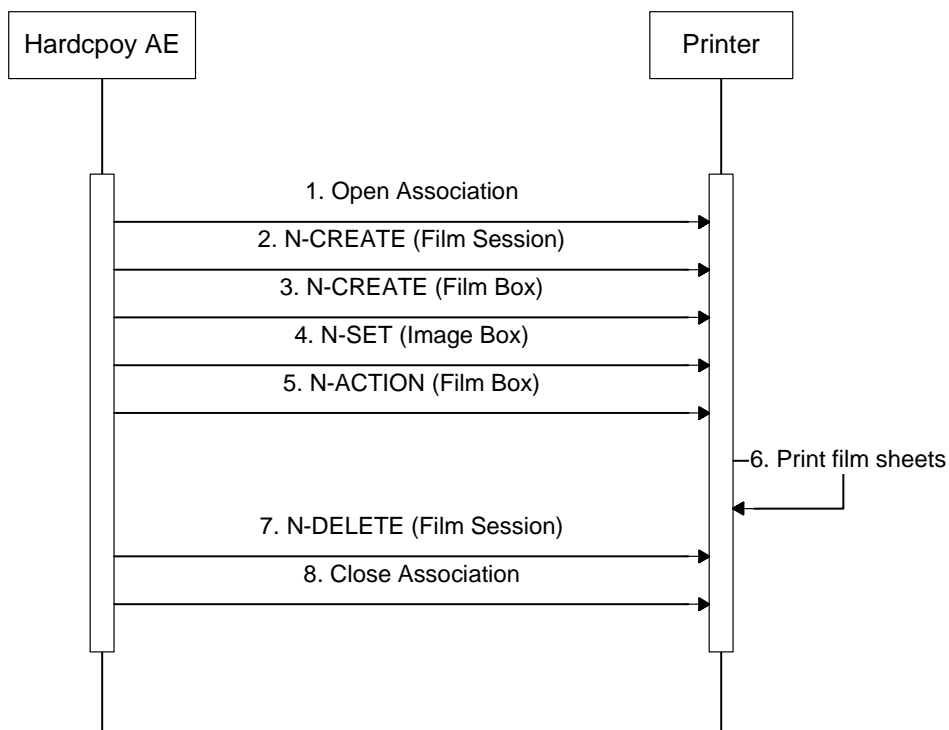 Hardcpoy AE
Printer
1. Open Association
2. N-CREATE (Film Session)
3. N-CREATE (Film Box)
4. N-SET (Image Box)
5. N-ACTION (Film Box)
6. Print film sheets
7. N-DELETE (Film Session)
8. Close Association